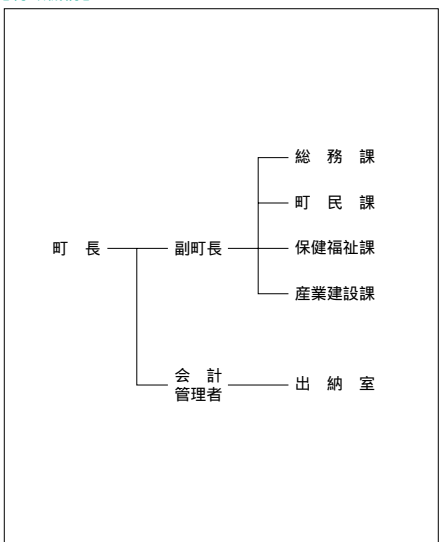 総務課
町民課
町長
副町長
保健福祉課
産業建設課
会計
管理者
出納室